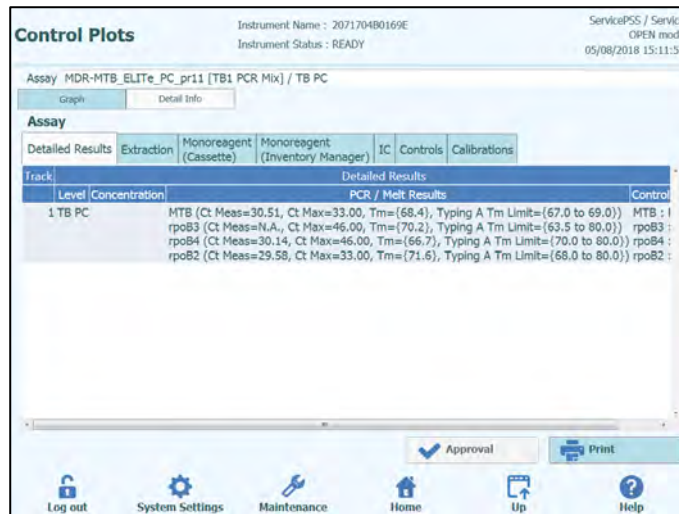 Control Plots
Instrument Name : 2071704B0169E
Instrument Status : READY
ServicePSS / Servic
OPEN mod
05/08/2018 15:11:5
Assay MDR-MTB_ELITe_PC_pr11 [TB1 PCR Mix] / TB PC
Graph
Detail Info
Assay
Detailed Results
Extraction
Monoreagent
(Cassette)
Monoreagent
(Inventory Manager)
IC
Controls
Calibrations
Track
Detailed Results
Level
Concentration
PCR / Melt Results
Control
1 TB PC
MTB (Ct Meas=30.51, Ct Max=33.00, Tm={68.4}, Typing A Tm Limit={67.0 to 69.0}) MTB :
rpoB3 (Ct Meas=N.A., Ct Max=46.00, Tm={70.2}, Typing A Tm Limit={63.5 to 80.0}) rpoB3 :
rpoB4 (Ct Meas=30.14, Ct Max=46.00, Tm={66.7}, Typing A Tm Limit={70.0 to 80.0}) rpoB4 :
rpoB2 (Ct Meas=29.58, Ct Max=33.00, Tm={71.6}, Typing A Tm Limit={68.0 to 80.0}) rpoB2 :
Approval
Print
Log out
System Settings
Maintenance
Home
Up
Help